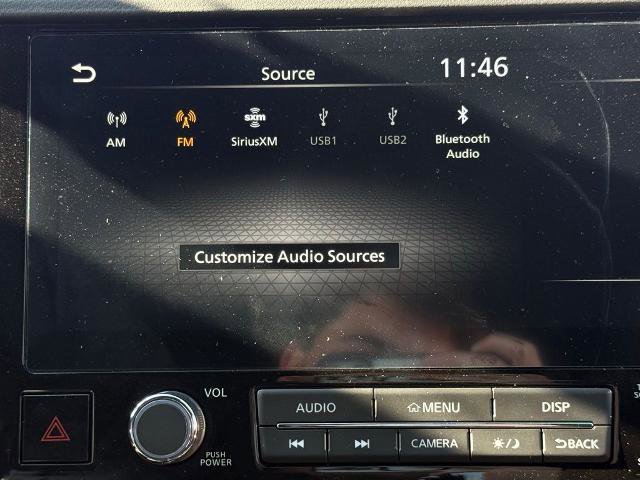 Source
11:46
AM
FM
sxm
SiriusXM
USB1
USB2
Bluetooth
Audio
Customize Audio Sources
VOL
PUSH
POWER
AUDIO
MENU
DISP
CAMERA
BACK